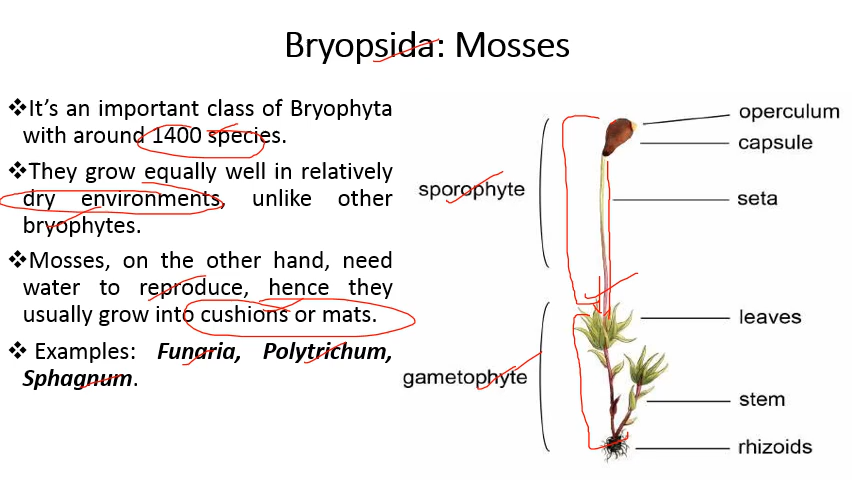 Bryopsida: Mosses
❖It's an important class of Bryophyta
with around 1400 species.
❖They grow equally well in relatively
dry environments, unlike other
bryophytes.
❖Mosses, on the other hand, need
water to reproduce, hence they
usually grow into cushions or mats.
❖ Examples: Funaria, Polytrichum,
Sphagnum.
operculum
capsule
sporophyte
seta
leaves
gametophyte
stem
rhizoids